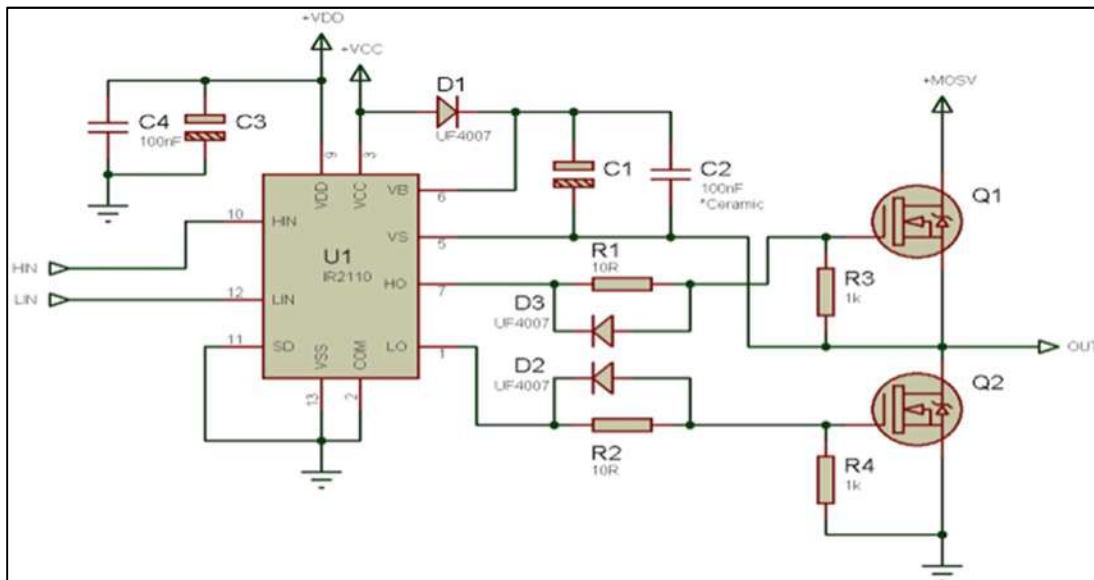 +VDD
+VCC
D1
UF4007
+MOSV
C4
100nF
C3
C1
C2
100nF
*Ceramic
9
3
VDD
VCC
VB
6
Q1
10
HIN
VS
5
U1
IR2110
R1
10R
HIN
HO
7
R3
1k
LIN
12
LIN
D3
UF4007
11
SD
LO
1
D2
UF4007
OUT
VSS
COM
Q2
13
2
R2
10R
R4
1k